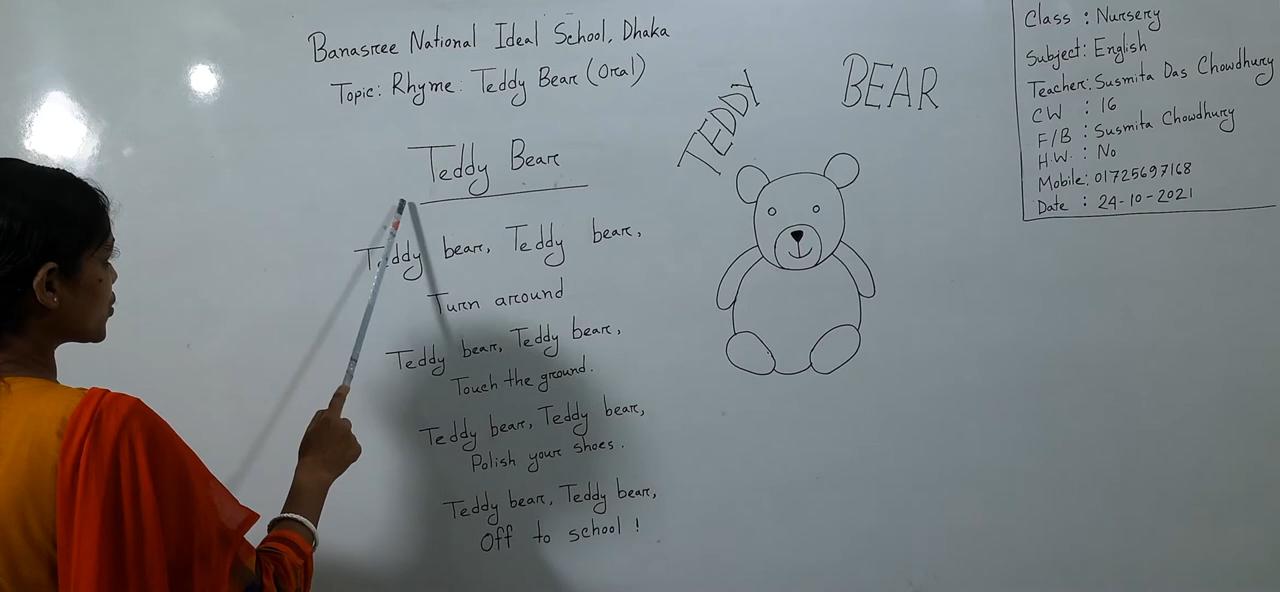 Banasree National Ideal School, Dhaka
Topic: Rhyme: Teddy Bear (Oral)
Teddy Bear
Teddy bear, Teddy bear,
Turn around
Teddy bear, Teddy bear,
Touch the ground.
Teddy bear, Teddy bear,
Polish your shoes.
Teddy bear, Teddy bear,
Off to school!
TEDDY BEAR
Class : Nursery
Subject: English
Teacher: Susmita Das Chowdhury
CW : 16
F/B : Susmita Chowdhury
H.W. : No
Mobile: 01725697168
Date : 24-10-2021